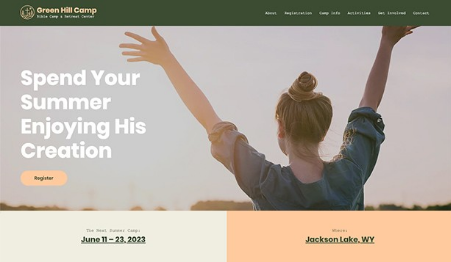 Green Hill Camp
Bible Camp & Retreat Center
About Registration Camp Info Activities Get Involved Contact
Spend Your
Summer
Enjoying His
Creation
Register
The Next Summer Camp:
June 11 – 23, 2023
Where:
Jackson Lake, WY